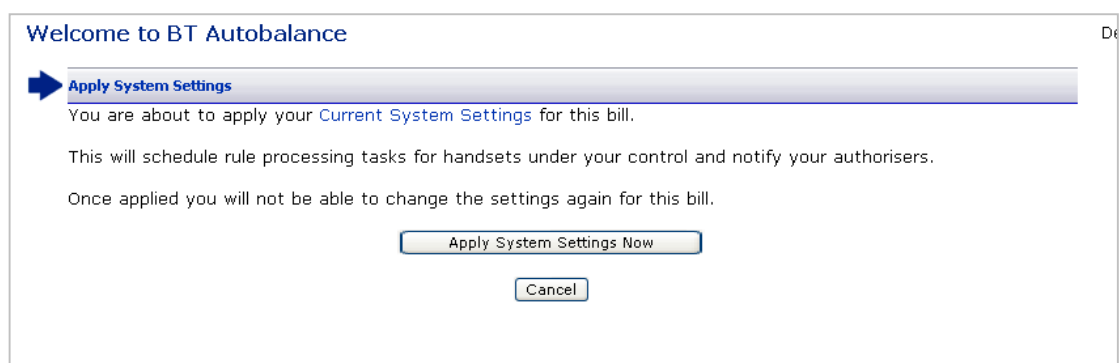 Welcome to BT Autobalance
Apply System Settings
You are about to apply your Current System Settings for this bill.
This will schedule rule processing tasks for handsets under your control and notify your authorisers.
Once applied you will not be able to change the settings again for this bill.
Apply System Settings Now
Cancel